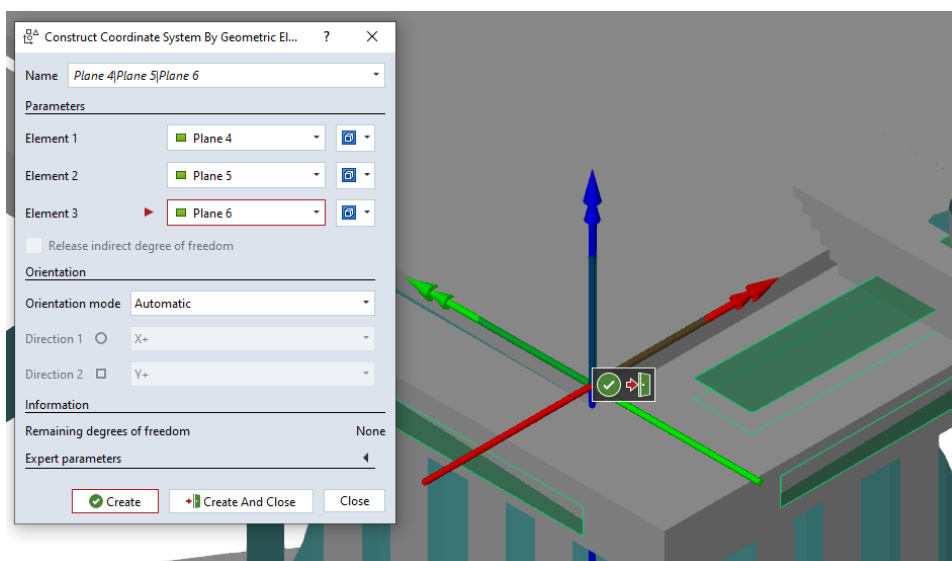 Construct Coordinate System By Geometric El... ?
Name Plane 4|Plane 5|Plane 6
Parameters
Element 1 Plane 4
Element 2 Plane 5
Element 3 Plane 6
Release indirect degree of freedom
Orientation
Orientation mode Automatic
Direction 1 X+
Direction 2 Y+
Information
Remaining degrees of freedom None
Expert parameters
Create Create And Close Close